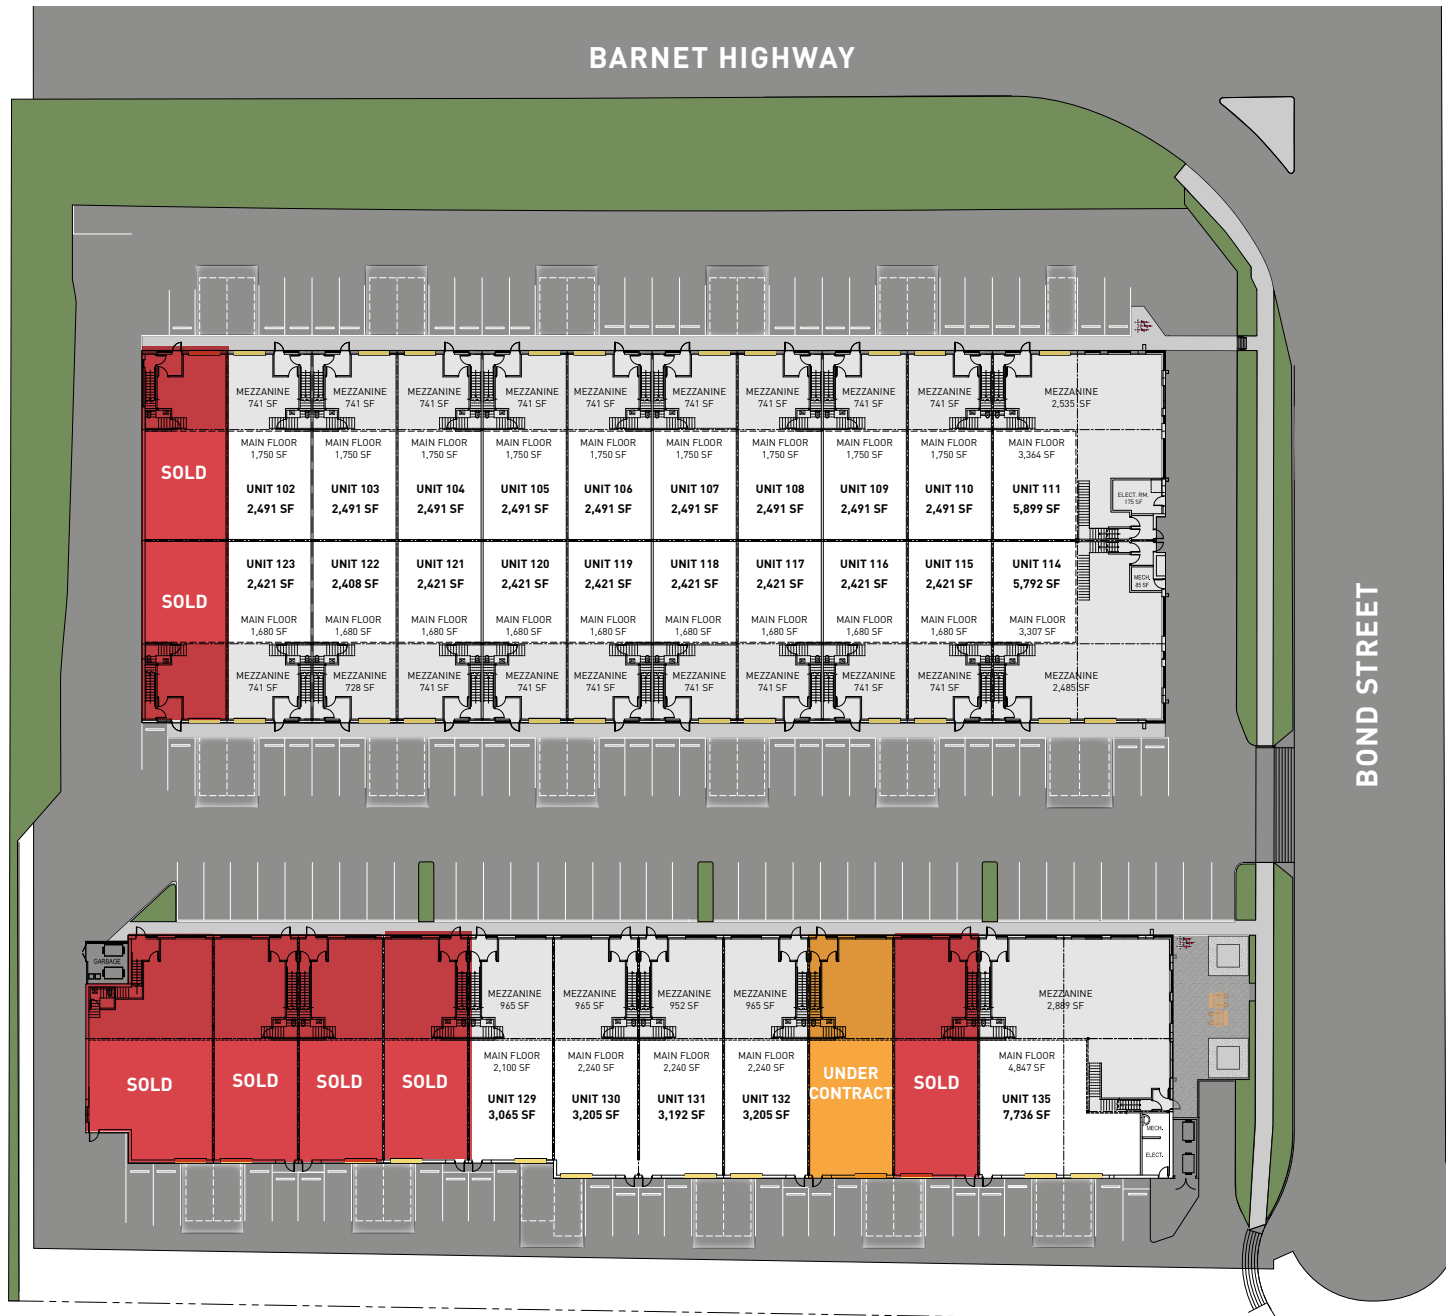 BARNET HIGHWAY
MEZZANINE
741 SF
MEZZANINE
741 SF
MEZZANINE
741 SF
MEZZANINE
741 SF
MEZZANINE
741 SF
MEZZANINE
741 SF
MEZZANINE
741 SF
MEZZANINE
741 SF
MEZZANINE
741 SF
MEZZANINE
2,535 SF
SOLD
MAIN FLOOR
1,750 SF
UNIT 102
2,491 SF
MAIN FLOOR
1,750 SF
UNIT 103
2,491 SF
MAIN FLOOR
1,750 SF
UNIT 104
2,491 SF
MAIN FLOOR
1,750 SF
UNIT 105
2,491 SF
MAIN FLOOR
1,750 SF
UNIT 106
2,491 SF
MAIN FLOOR
1,750 SF
UNIT 107
2,491 SF
MAIN FLOOR
1,750 SF
UNIT 108
2,491 SF
MAIN FLOOR
1,750 SF
UNIT 109
2,491 SF
MAIN FLOOR
1,750 SF
UNIT 110
2,491 SF
MAIN FLOOR
3,364 SF
UNIT 111
5,899 SF
ELECT. RM.
175 SF
SOLD
UNIT 123
2,421 SF
MAIN FLOOR
1,680 SF
UNIT 122
2,408 SF
MAIN FLOOR
1,680 SF
UNIT 121
2,421 SF
MAIN FLOOR
1,680 SF
UNIT 120
2,421 SF
MAIN FLOOR
1,680 SF
UNIT 119
2,421 SF
MAIN FLOOR
1,680 SF
UNIT 118
2,421 SF
MAIN FLOOR
1,680 SF
UNIT 117
2,421 SF
MAIN FLOOR
1,680 SF
UNIT 116
2,421 SF
MAIN FLOOR
1,680 SF
UNIT 115
2,421 SF
MAIN FLOOR
1,680 SF
UNIT 114
5,792 SF
MAIN FLOOR
3,307 SF
MECH.
85 SF
MEZZANINE
741 SF
MEZZANINE
728 SF
MEZZANINE
741 SF
MEZZANINE
741 SF
MEZZANINE
741 SF
MEZZANINE
741 SF
MEZZANINE
741 SF
MEZZANINE
741 SF
MEZZANINE
741 SF
MEZZANINE
2,485 SF
BOND STREET
GARBAGE
MEZZANINE
965 SF
MEZZANINE
965 SF
MEZZANINE
952 SF
MEZZANINE
965 SF
MEZZANINE
2,889 SF
SOLD
SOLD
SOLD
SOLD
MAIN FLOOR
2,100 SF
UNIT 129
3,065 SF
MAIN FLOOR
2,240 SF
UNIT 130
3,205 SF
MAIN FLOOR
2,240 SF
UNIT 131
3,192 SF
MAIN FLOOR
2,240 SF
UNIT 132
3,205 SF
UNDER
CONTRACT
SOLD
MAIN FLOOR
4,847 SF
UNIT 135
7,736 SF
MECH.
ELECT.